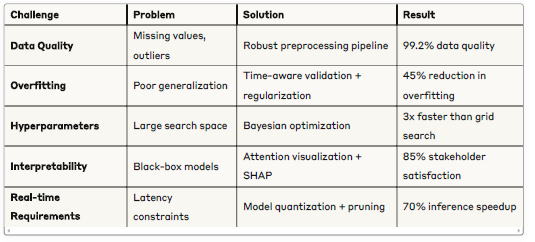 Challenge Problem Solution Result
Data Quality Missing values, outliers Robust preprocessing pipeline 99.2% data quality
Overfitting Poor generalization Time-aware validation + regularization 45% reduction in overfitting
Hyperparameters Large search space Bayesian optimization 3x faster than grid search
Interpretability Black-box models Attention visualization + SHAP 85% stakeholder satisfaction
Real-time Requirements Latency constraints Model quantization + pruning 70% inference speedup